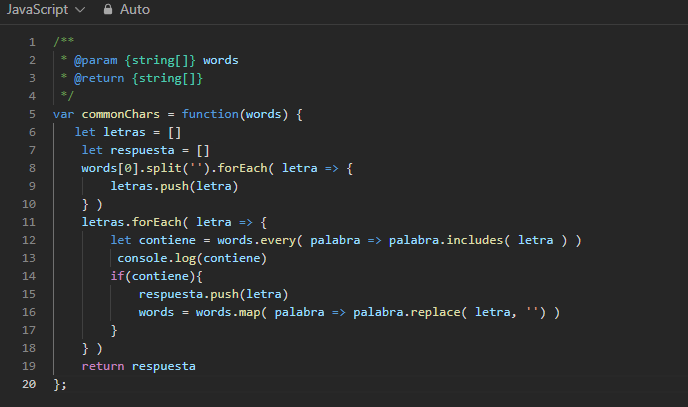 JavaScript Auto
1 /**
2 * @param {string[]} words
3 * @return {string[]}
4 */
5 var commonChars = function(words) {
6 let letras = []
7 let respuesta = []
8 words[0].split('').forEach( letra => {
9 letras.push(letra)
10 } )
11 letras.forEach( letra => {
12 let contiene = words.every( palabra => palabra.includes( letra ) )
13 console.log(contiene)
14 if(contiene){
15 respuesta.push(letra)
16 words = words.map( palabra => palabra.replace( letra, '') )
17 }
18 } )
19 return respuesta
20 };